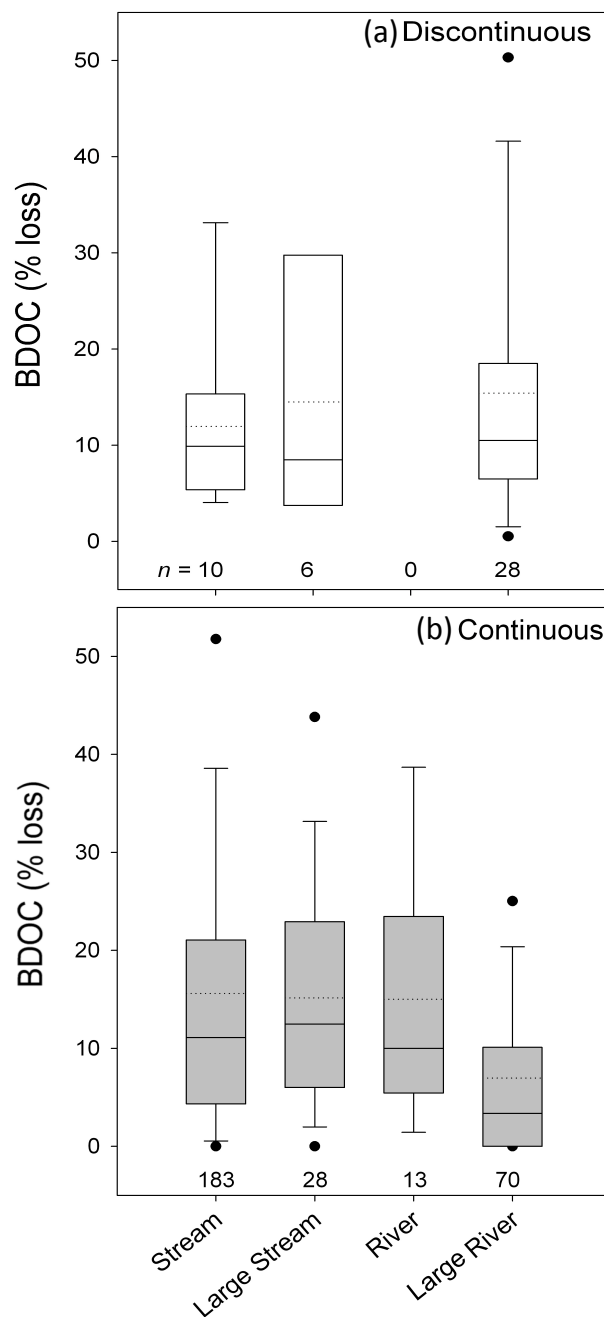 (a) Discontinuous
50
40
30
20
10
0
BDOC (% loss)
n = 10 6 0 28
(b) Continuous
50
40
30
20
10
0
BDOC (% loss)
183 28 13 70
Stream
Large Stream
River
Large River